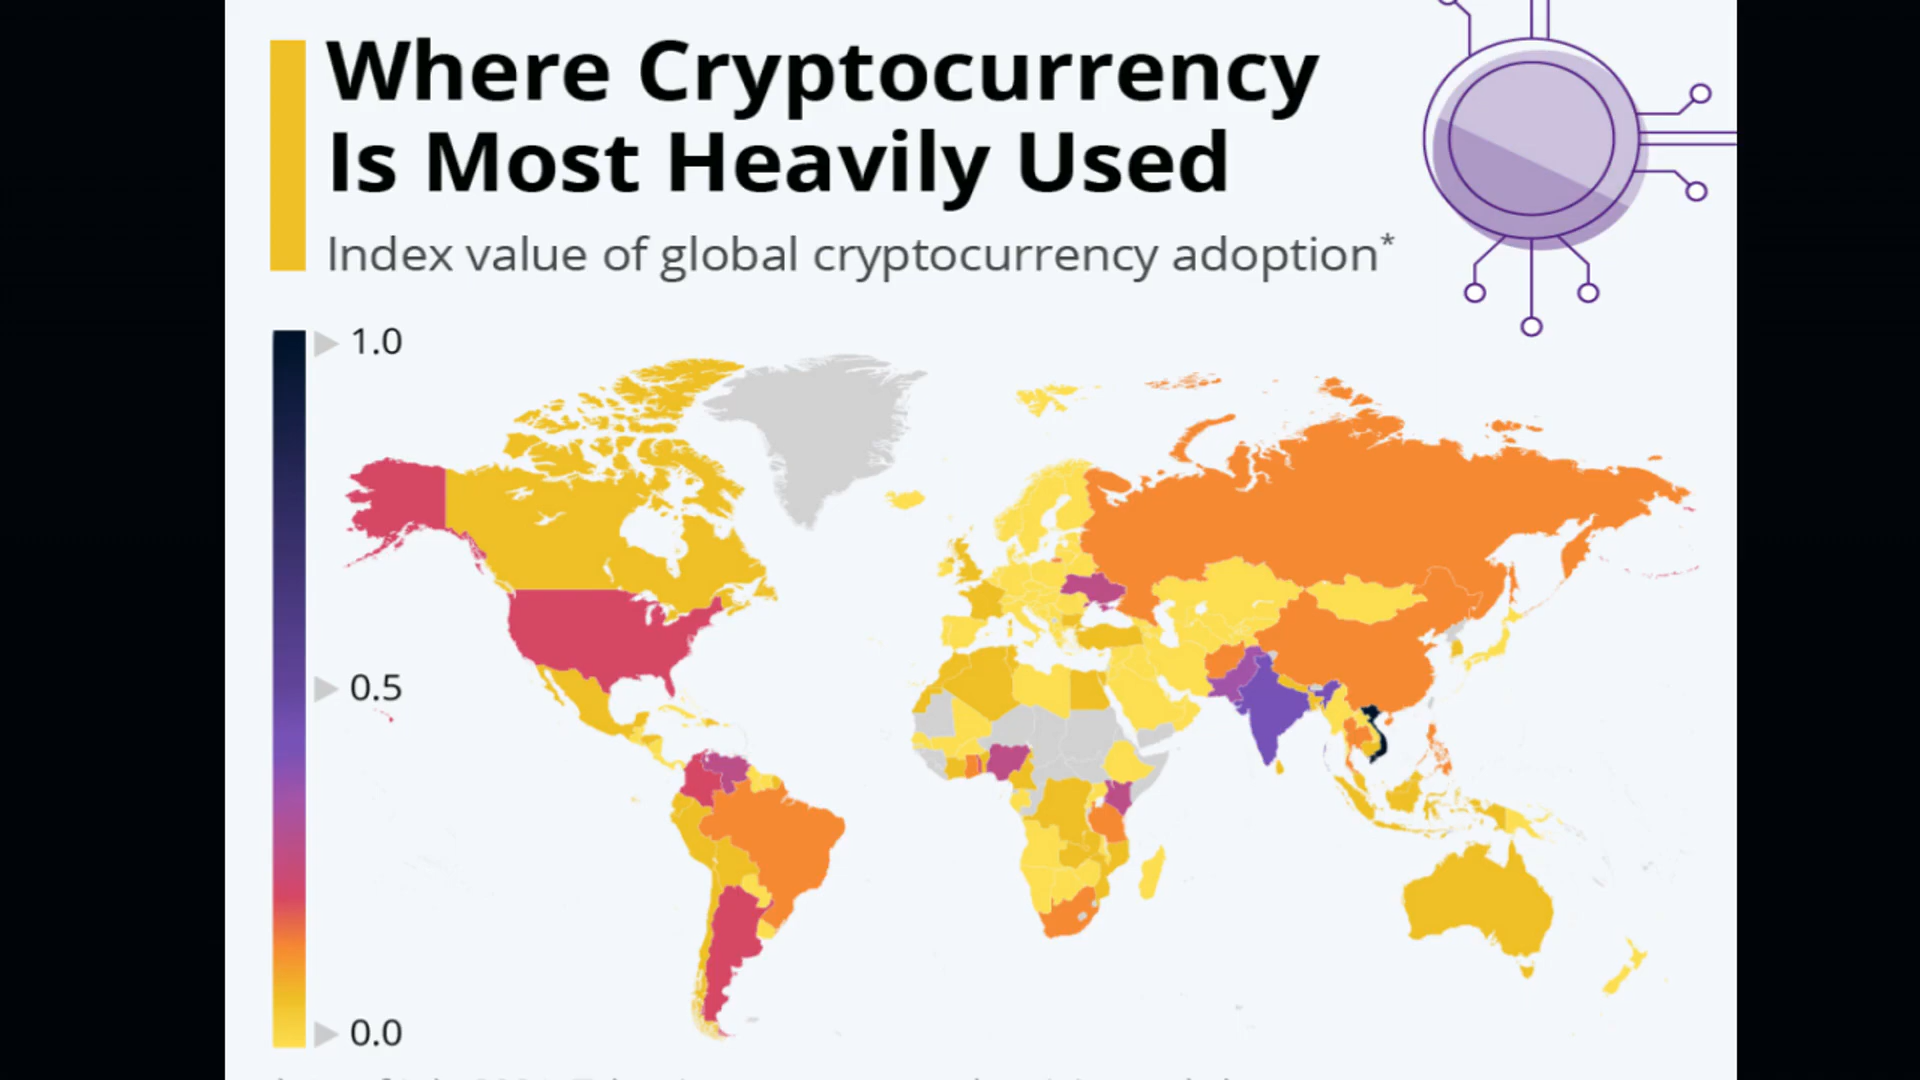 Where Cryptocurrency
Is Most Heavily Used
Index value of global cryptocurrency adoption*
1.0
0.5
0.0